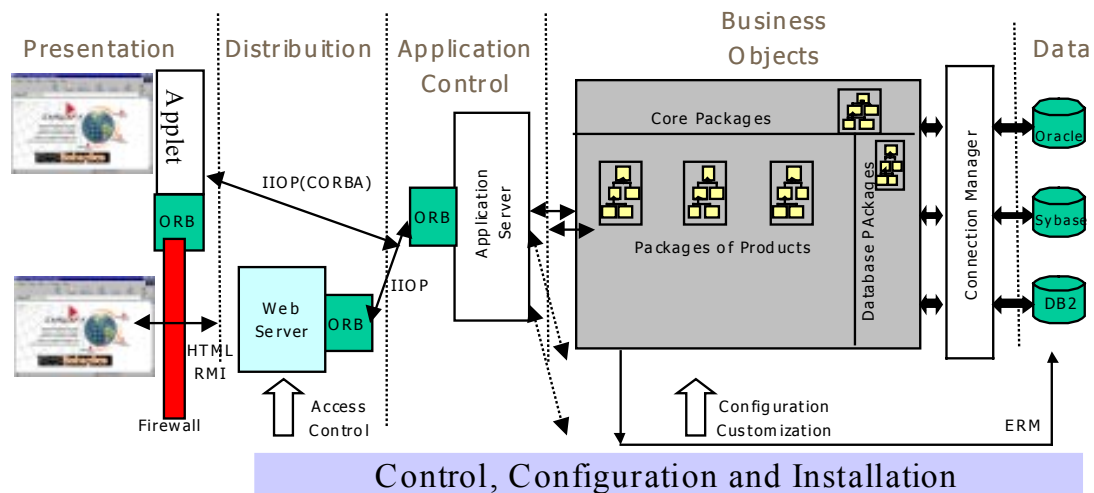 Presentation
Distribuition
Application
Control
Business
Objects
Data
Applet
ORB
IIOP(CORBA)
ORB
Application
Server
Core Packages
Packages of Products
Database PAckages
Connection Manager
Oracle
Sybase
DB2
IIOP
Web
Server
ORB
HTML
RMI
Firewall
Access
Control
Configuration
Customization
ERM
Control, Configuration and Installation